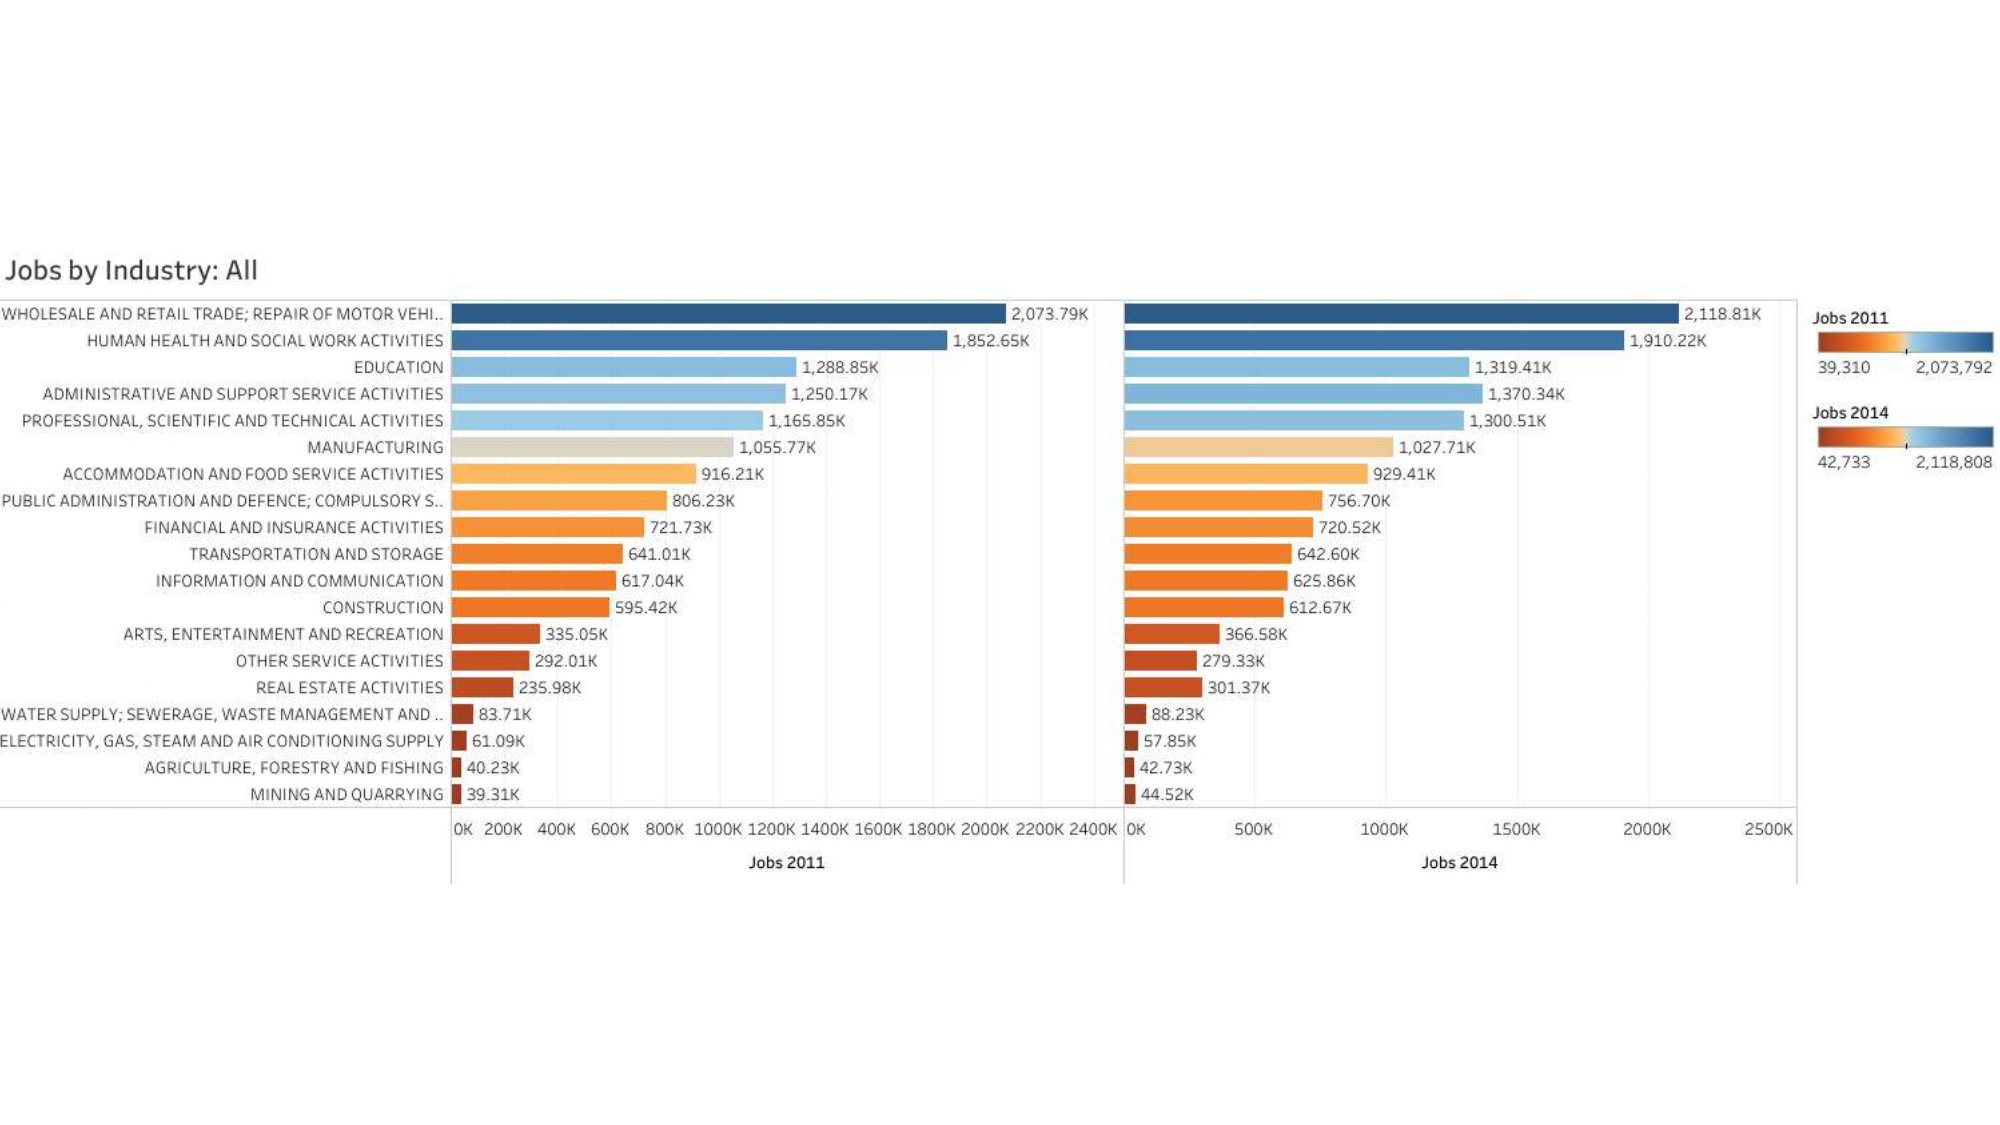 Jobs by Industry: All
WHOLESALE AND RETAIL TRADE; REPAIR OF MOTOR VEHI.. 2,073.79K 2,118.81K
HUMAN HEALTH AND SOCIAL WORK ACTIVITIES 1,852.65K 1,910.22K
EDUCATION 1,288.85K 1,319.41K
ADMINISTRATIVE AND SUPPORT SERVICE ACTIVITIES 1,250.17K 1,370.34K
PROFESSIONAL, SCIENTIFIC AND TECHNICAL ACTIVITIES 1,165.85K 1,300.51K
MANUFACTURING 1,055.77K 1,027.71K
ACCOMMODATION AND FOOD SERVICE ACTIVITIES 916.21K 929.41K
PUBLIC ADMINISTRATION AND DEFENCE; COMPULSORY S.. 806.23K 756.70K
FINANCIAL AND INSURANCE ACTIVITIES 721.73K 720.52K
TRANSPORTATION AND STORAGE 641.01K 642.60K
INFORMATION AND COMMUNICATION 617.04K 625.86K
CONSTRUCTION 595.42K 612.67K
ARTS, ENTERTAINMENT AND RECREATION 335.05K 366.58K
OTHER SERVICE ACTIVITIES 292.01K 279.33K
REAL ESTATE ACTIVITIES 235.98K 301.37K
WATER SUPPLY; SEWERAGE, WASTE MANAGEMENT AND .. 83.71K 88.23K
ELECTRICITY, GAS, STEAM AND AIR CONDITIONING SUPPLY 61.09K 57.85K
AGRICULTURE, FORESTRY AND FISHING 40.23K 42.73K
MINING AND QUARRYING 39.31K 44.52K
0K 200K 400K 600K 800K 1000K 1200K 1400K 1600K 1800K 2000K 2200K 2400K 0K 500K 1000K 1500K 2000K 2500K
Jobs 2011 Jobs 2014
Jobs 2011
39,310 2,073,792
Jobs 2014
42,733 2,118,808